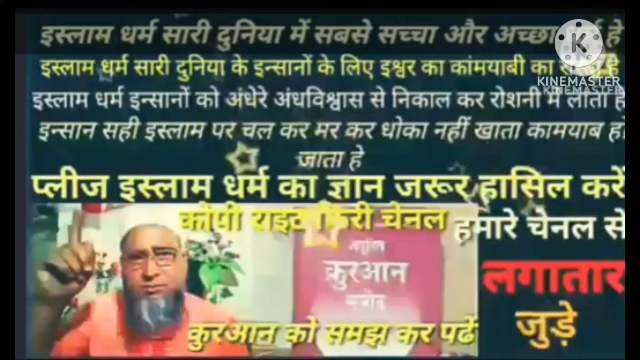 इस्लाम धर्म सारी दुनिया में सबसे सच्चा और अच्छा हे
इस्लाम धर्म सारी दुनिया के इन्सानों के लिए इश्वर का कांमयाबी का
इस्लाम धर्म इन्सानों को अंधेरे अंधविश्वास से निकाल कर रोशनी में लाता हे
इन्सान सही इस्लाम पर चल कर मर कर धोका नहीं खाता कामयाब हो
जाता हे
KINEMASTER
KINEMASTER
प्लीज इस्लाम धर्म का ज्ञान जरूर हासिल करें
कोपी राइट फ्री चेनल
हमारे चेनल से
लगातार
जुड़े
क़ुरआन
कुरआन को समझ कर पढें